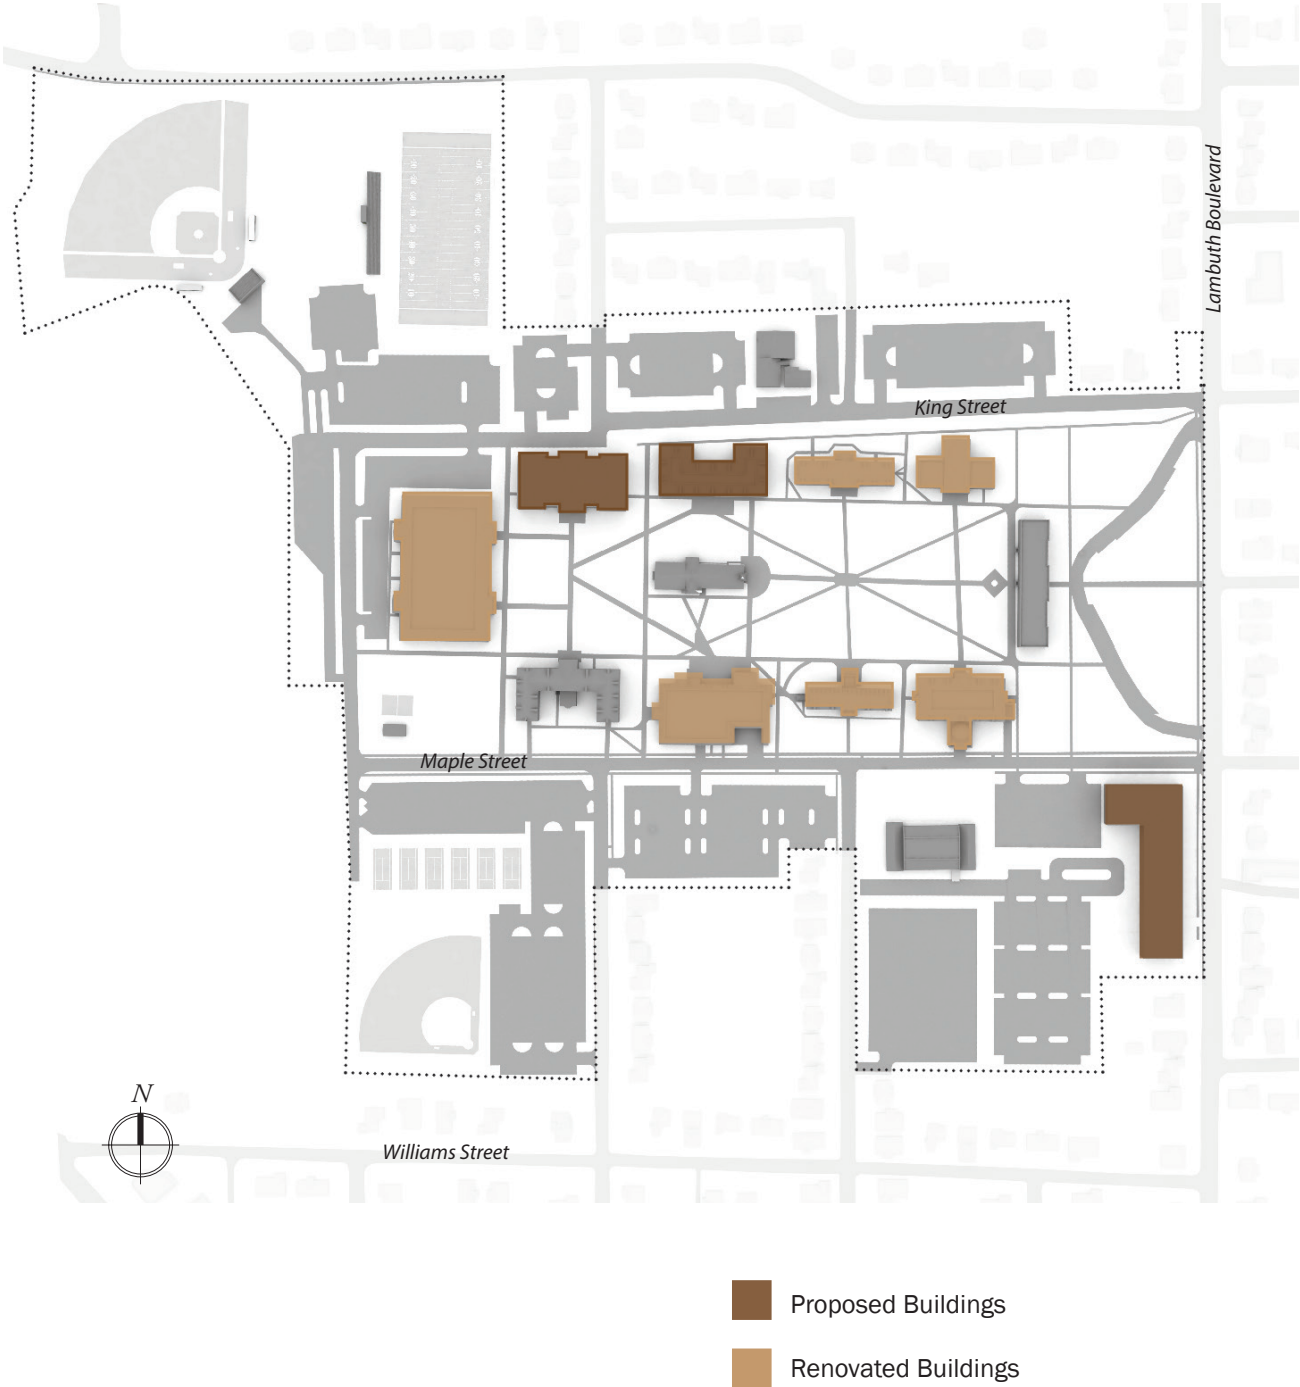 Lambuth Boulevard
King Street
Maple Street
N
Williams Street
Proposed Buildings
Renovated Buildings